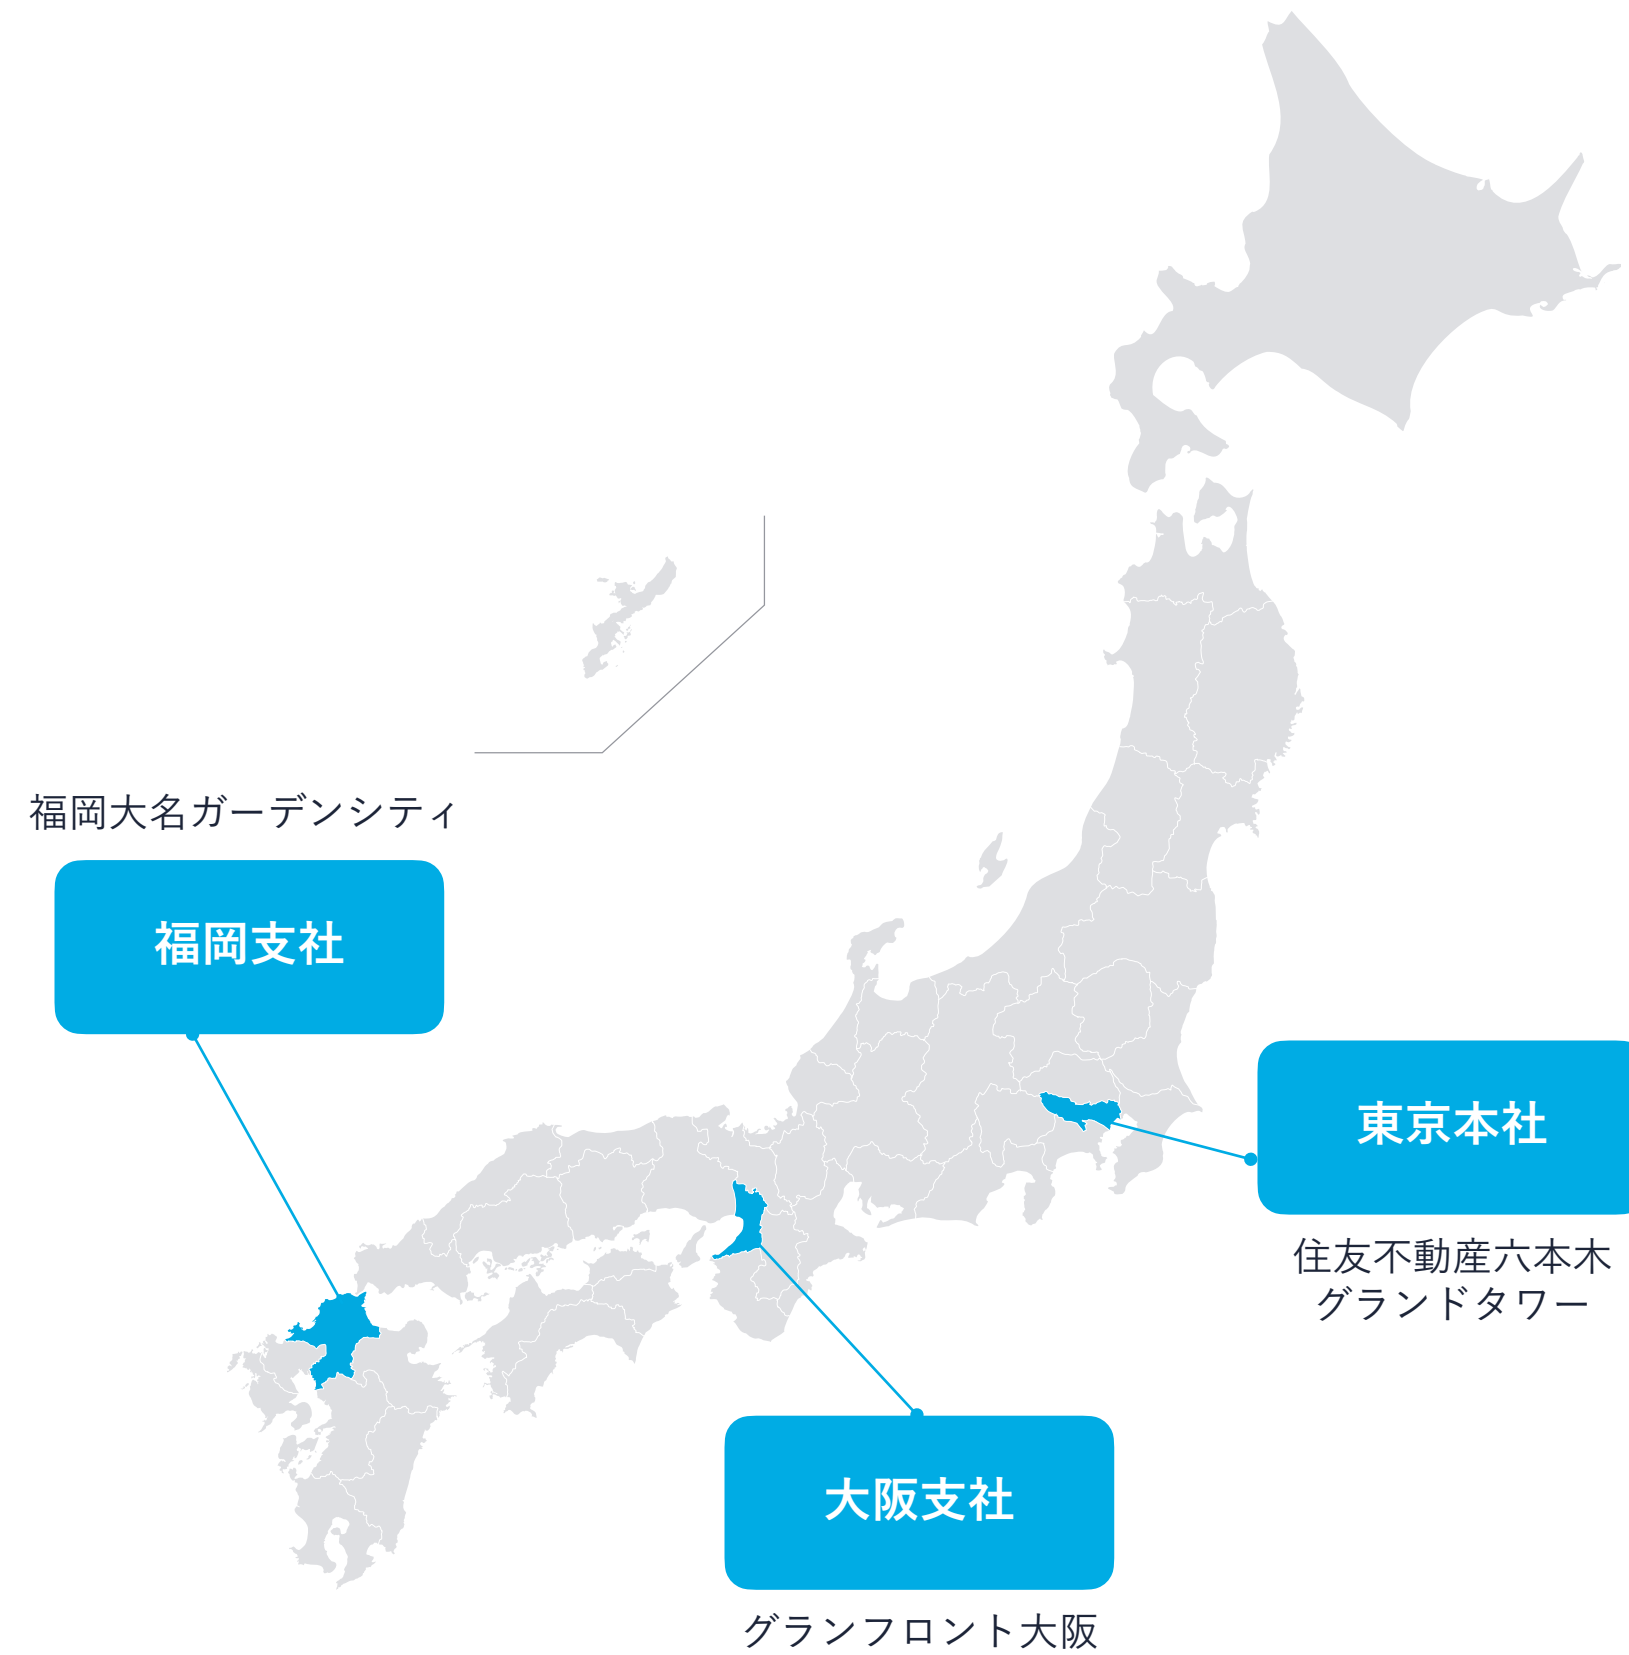 福岡大名ガーデンシティ
福岡支社
東京本社
住友不動産六本木
グランドタワー
大阪支社
グランフロント大阪